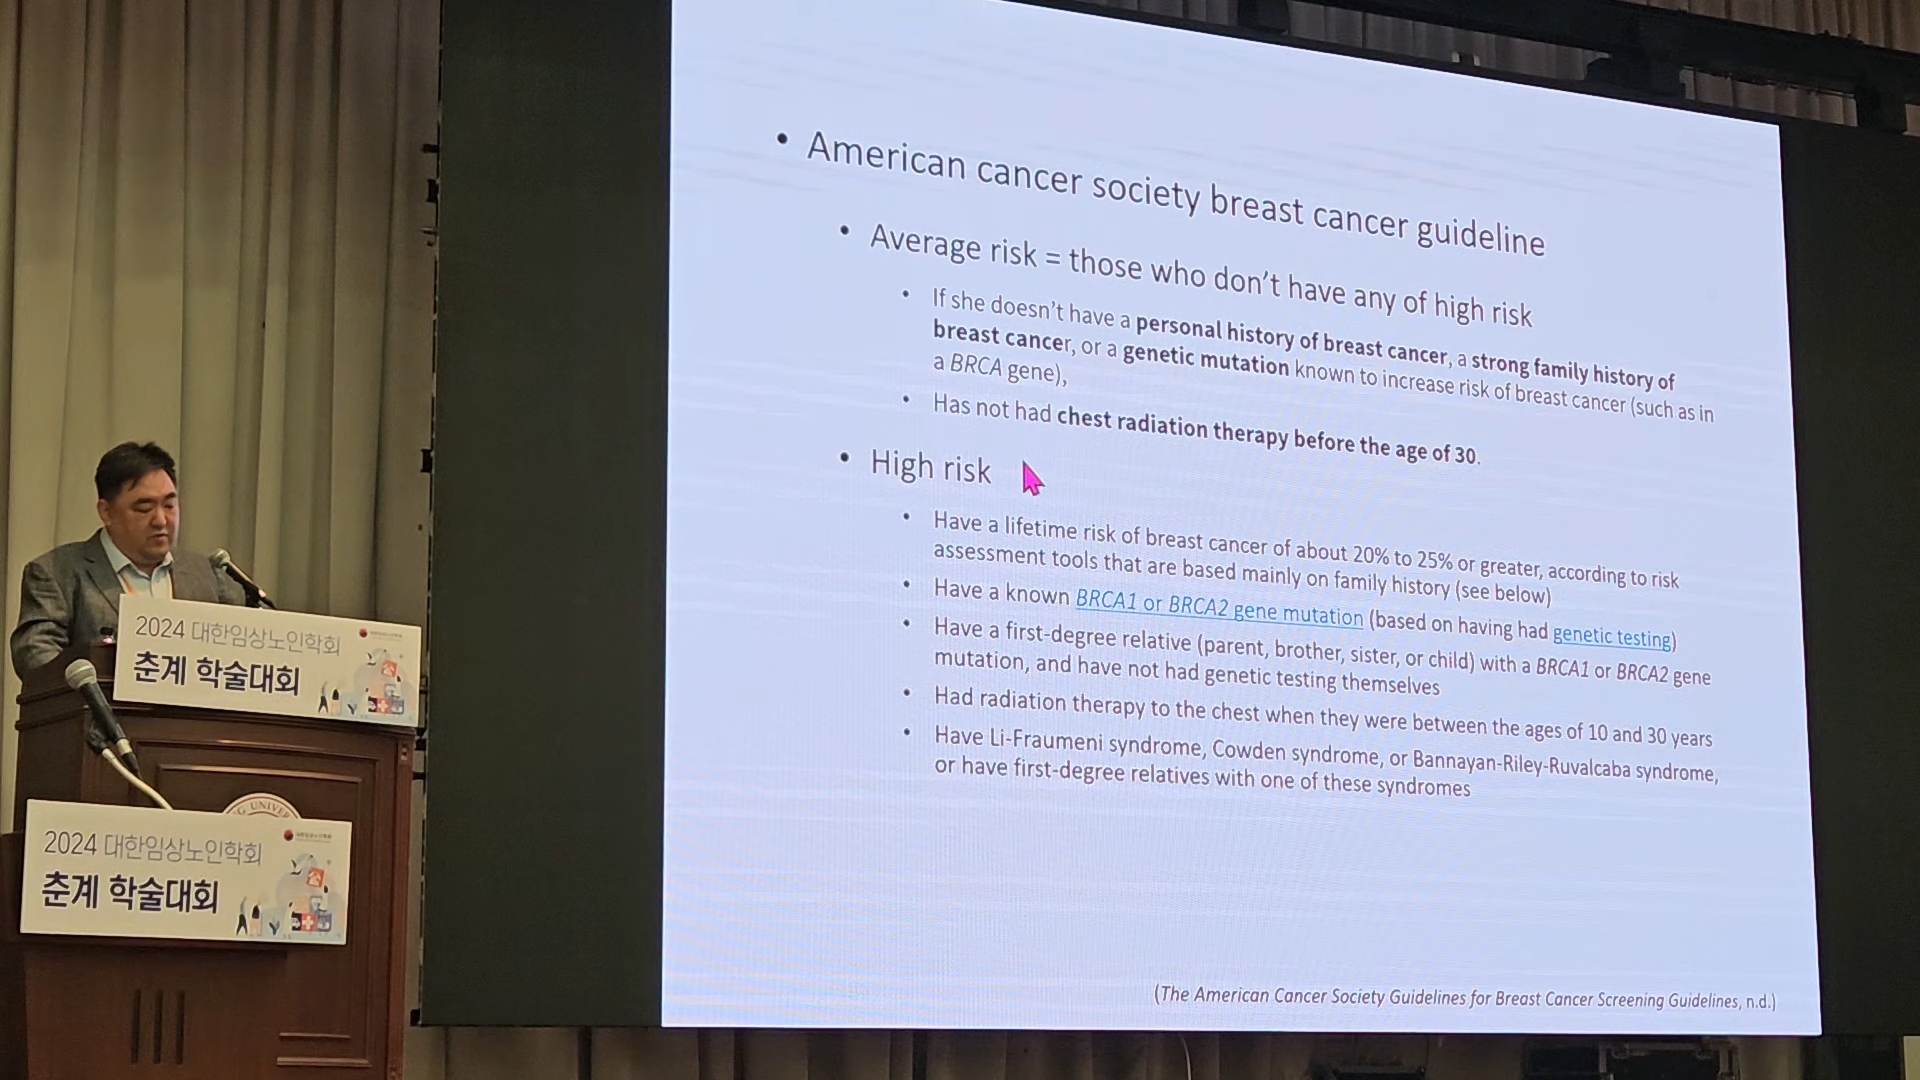 • American cancer society breast cancer guideline
• Average risk = those who don't have any of high risk
• If she doesn't have a personal history of breast cancer, a strong family history of
breast cancer, or a genetic mutation known to increase risk of breast cancer (such as in
a BRCA gene),
• Has not had chest radiation therapy before the age of 30.
• High risk
• Have a lifetime risk of breast cancer of about 20% to 25% or greater, according to risk
assessment tools that are based mainly on family history (see below)
• Have a known BRCA1 or BRCA2 gene mutation (based on having had genetic testing)
• Have a first-degree relative (parent, brother, sister, or child) with a BRCA1 or BRCA2 gene
mutation, and have not had genetic testing themselves
• Had radiation therapy to the chest when they were between the ages of 10 and 30 years
• Have Li-Fraumeni syndrome, Cowden syndrome, or Bannayan-Riley-Ruvalcaba syndrome,
or have first-degree relatives with one of these syndromes
(The American Cancer Society Guidelines for Breast Cancer Screening Guidelines, n.d.)
2024 대한임상노인학회
춘계 학술대회
2024 대한임상노인학회
춘계 학술대회